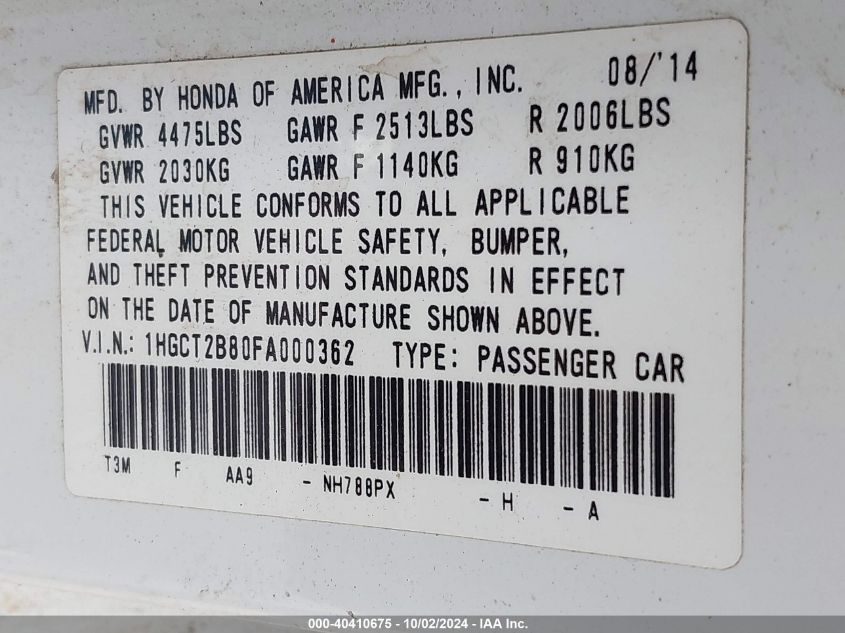 MFD. BY HONDA OF AMERICA MFG., INC. 08/'14
GVWR 4475LBS GAWR F 2513LBS R 2006LBS
GVWR 2030KG GAWR F 1140KG R 910KG
THIS VEHICLE CONFORMS TO ALL APPLICABLE
FEDERAL MOTOR VEHICLE SAFETY, BUMPER,
AND THEFT PREVENTION STANDARDS IN EFFECT
ON THE DATE OF MANUFACTURE SHOWN ABOVE.
V.I.N.: 1HGCT2B80FA000362 TYPE: PASSENGER CAR
T3M F AA9 - NH788PX - H - A
000-40410675 - 10/02/2024 - IAA Inc.